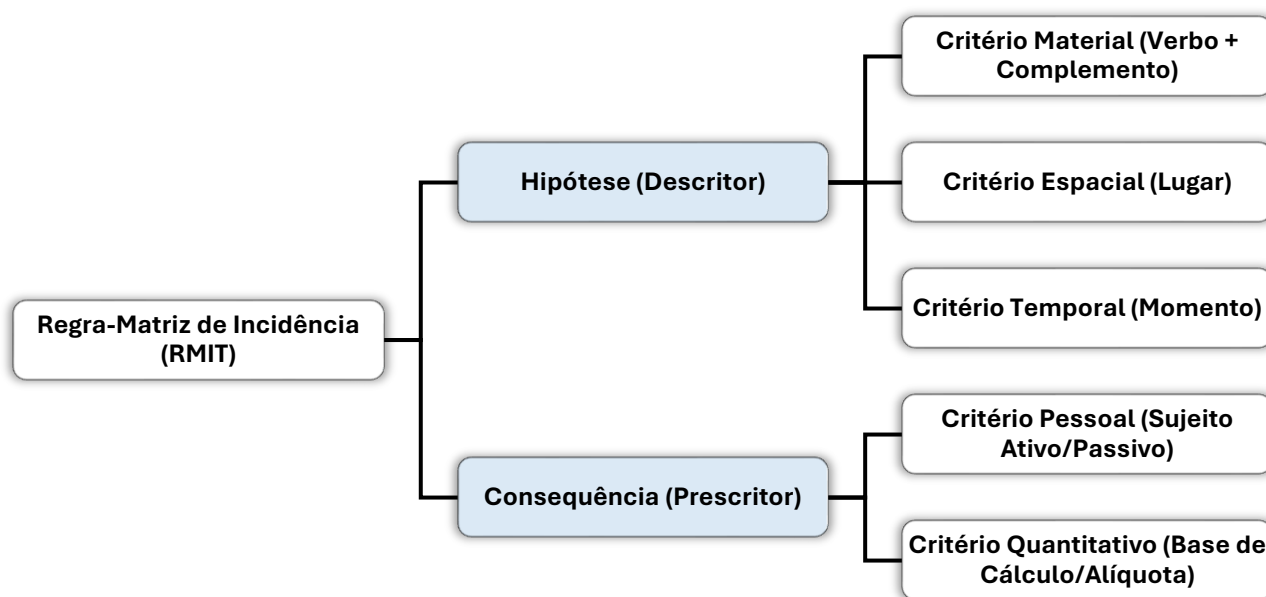 Regra-Matriz de Incidência
(RMIT)
Hipótese (Descritor)
Critério Material (Verbo +
Complemento)
Critério Espacial (Lugar)
Critério Temporal (Momento)
Consequência (Prescritor)
Critério Pessoal (Sujeito
Ativo/Passivo)
Critério Quantitativo (Base de
Cálculo/Alíquota)